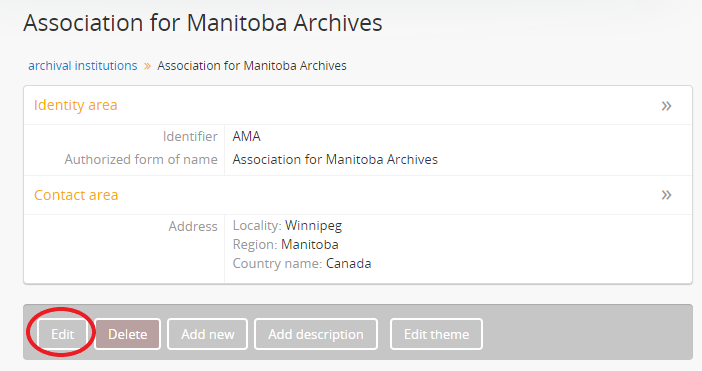 Association for Manitoba Archives
archival institutions » Association for Manitoba Archives
Identity area »
Identifier AMA
Authorized form of name Association for Manitoba Archives
Contact area »
Address Locality: Winnipeg
Region: Manitoba
Country name: Canada
Edit Delete Add new Add description Edit theme